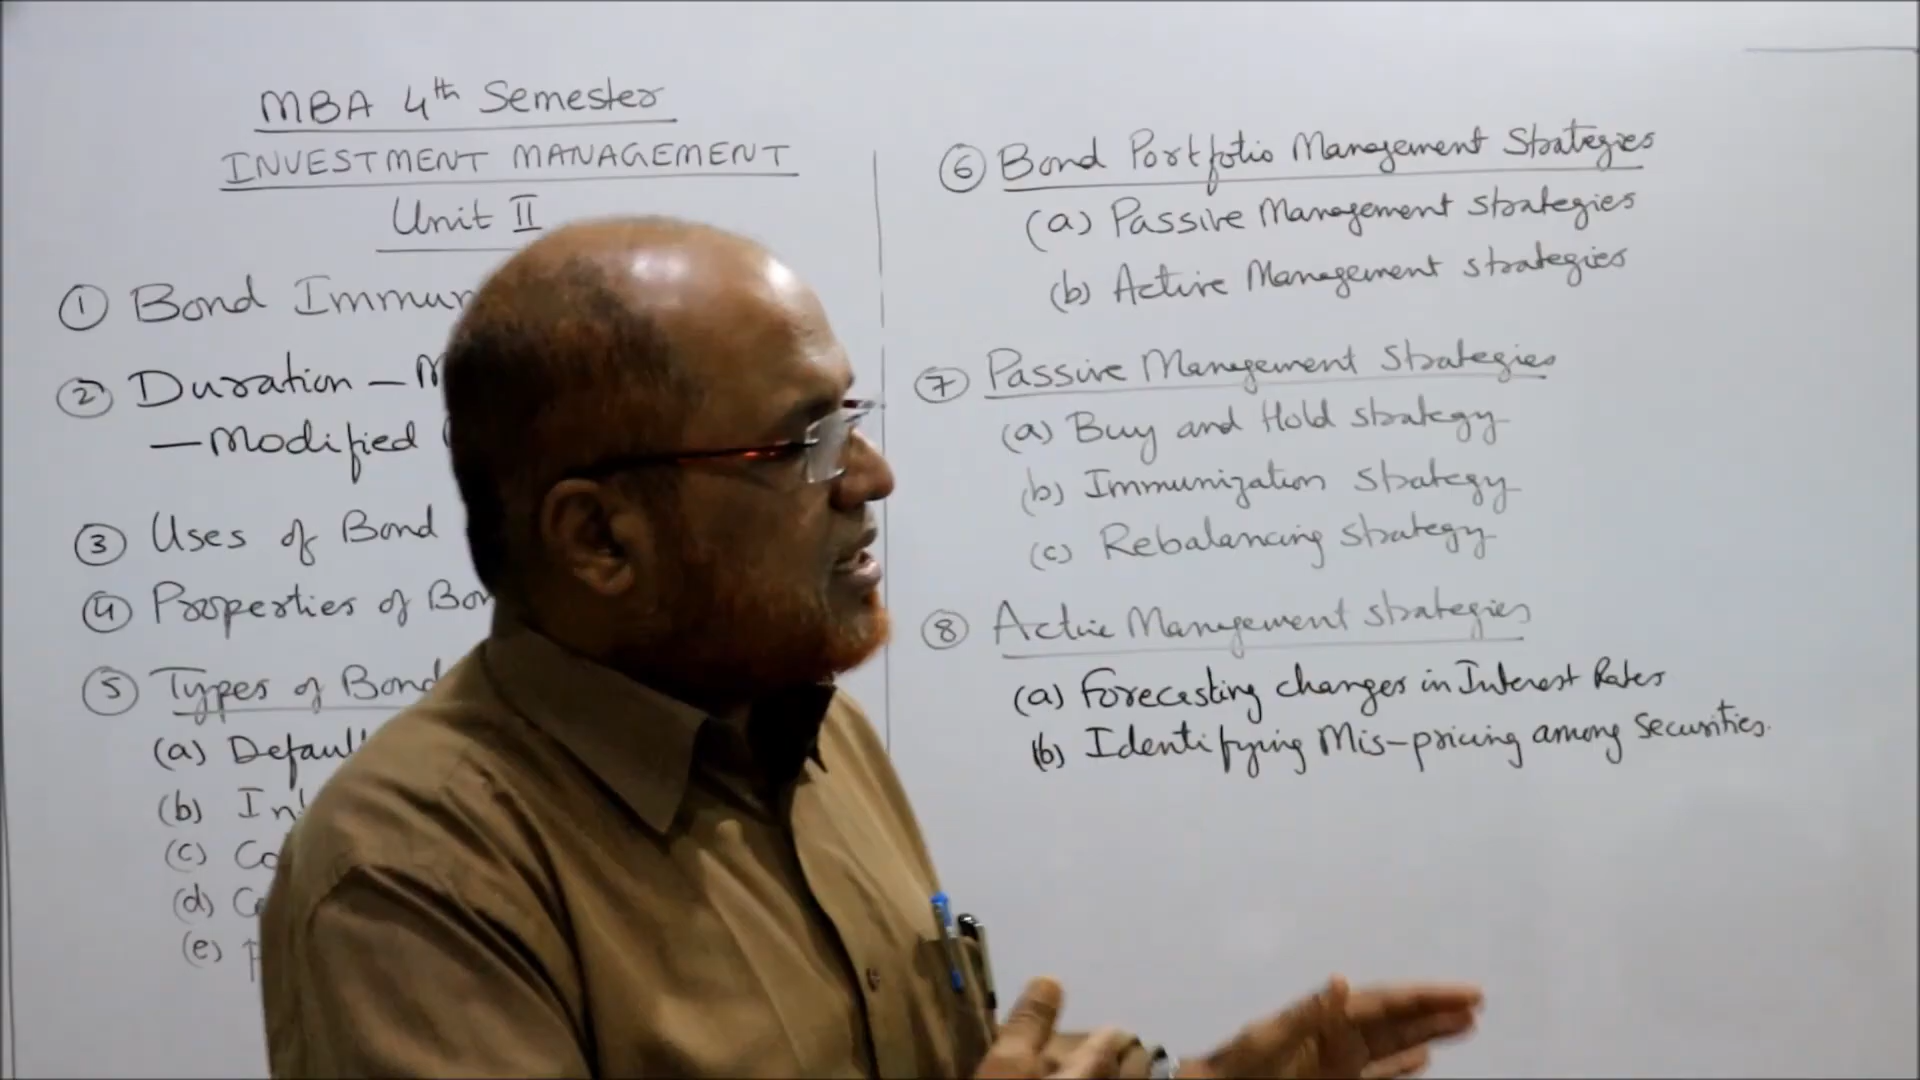 MBA 4th Semester
INVESTMENT MANAGEMENT
Unit II
① Bond
② Duration –
– Modified
③ Uses of Bond
④ Properties of
⑤ Types of Bond
(a)
(b)
(c)
(d)
(e)
⑥ Bond Portfolio Management Strategies
(a) Passive Management Strategies
(b) Active Management strategies
⑦ Passive Management Strategies
(a) Buy and Hold strategy
(b) Immunization strategy
(c) Rebalancing strategy
⑧ Active Management strategies
(a) Forecasting changes in Interest Rates
(b) Identifying Mis-pricing among Securities.